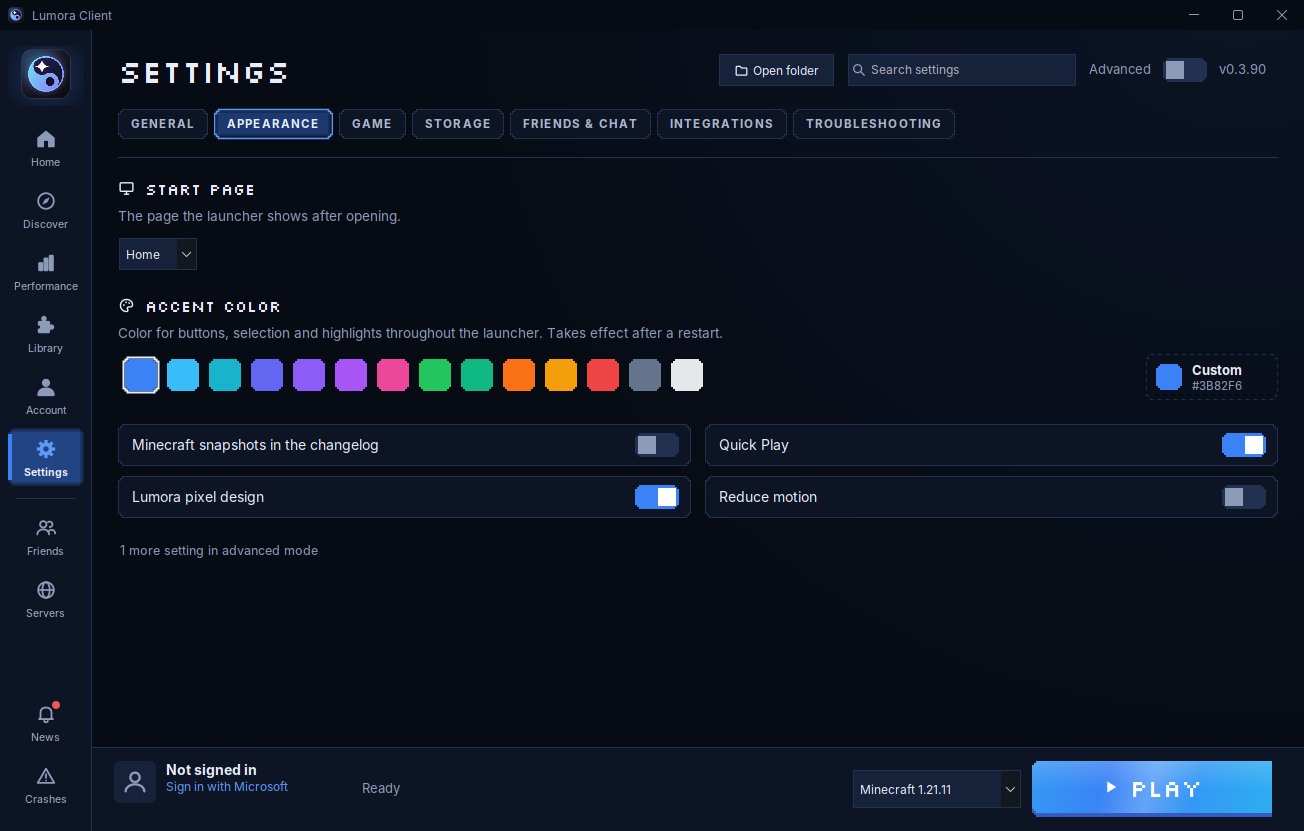 Lumora Client
SETTINGS
Open folder
Search settings
Advanced
v0.3.90
GENERAL
APPEARANCE
GAME
STORAGE
FRIENDS & CHAT
INTEGRATIONS
TROUBLESHOOTING
Home
Discover
Performance
Library
Account
Settings
Friends
Servers
News
Crashes
START PAGE
The page the launcher shows after opening.
Home
ACCENT COLOR
Color for buttons, selection and highlights throughout the launcher. Takes effect after a restart.
Custom
#3B82F6
Minecraft snapshots in the changelog
Quick Play
Lumora pixel design
Reduce motion
1 more setting in advanced mode
Not signed in
Sign in with Microsoft
Ready
Minecraft 1.21.11
PLAY